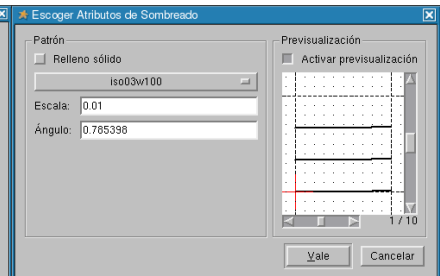 Escoger Atributos de Sombreado
Patrón
Relleno sólido
iso03w100
Escala: 0.01
Ángulo: 0.785398
Previsualización
Activar previsualización
1 / 10
Vale
Cancelar